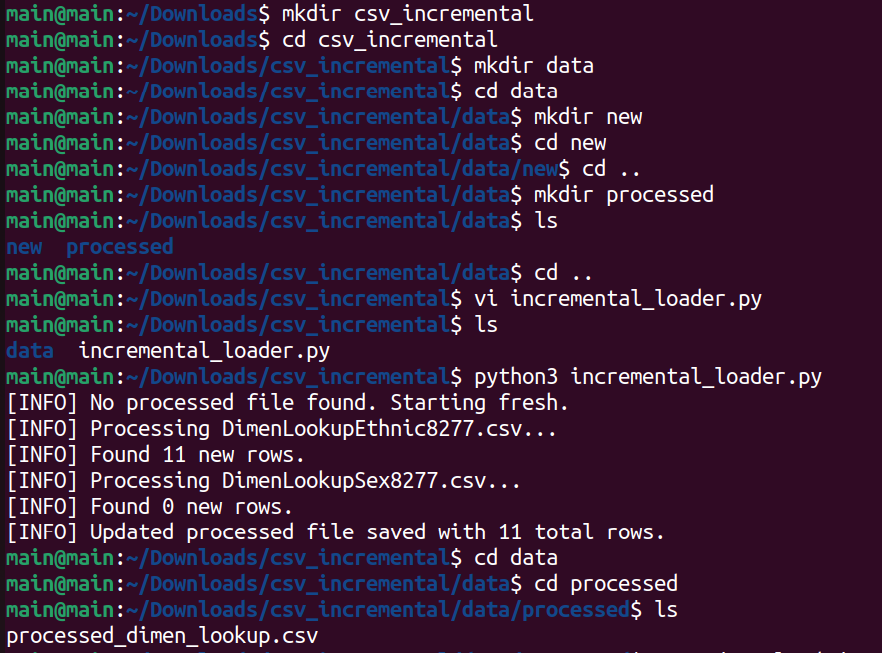 main@main:~/Downloads$ mkdir csv_incremental
main@main:~/Downloads$ cd csv_incremental
main@main:~/Downloads/csv_incremental$ mkdir data
main@main:~/Downloads/csv_incremental$ cd data
main@main:~/Downloads/csv_incremental/data$ mkdir new
main@main:~/Downloads/csv_incremental/data$ cd new
main@main:~/Downloads/csv_incremental/data/new$ cd ..
main@main:~/Downloads/csv_incremental/data$ mkdir processed
main@main:~/Downloads/csv_incremental/data$ ls
new  processed
main@main:~/Downloads/csv_incremental/data$ cd ..
main@main:~/Downloads/csv_incremental$ vi incremental_loader.py
main@main:~/Downloads/csv_incremental$ ls
data  incremental_loader.py
main@main:~/Downloads/csv_incremental$ python3 incremental_loader.py
[INFO] No processed file found. Starting fresh.
[INFO] Processing DimenLookupEthnic8277.csv...
[INFO] Found 11 new rows.
[INFO] Processing DimenLookupSex8277.csv...
[INFO] Found 0 new rows.
[INFO] Updated processed file saved with 11 total rows.
main@main:~/Downloads/csv_incremental$ cd data
main@main:~/Downloads/csv_incremental/data$ cd processed
main@main:~/Downloads/csv_incremental/data/processed$ ls
processed_dimen_lookup.csv